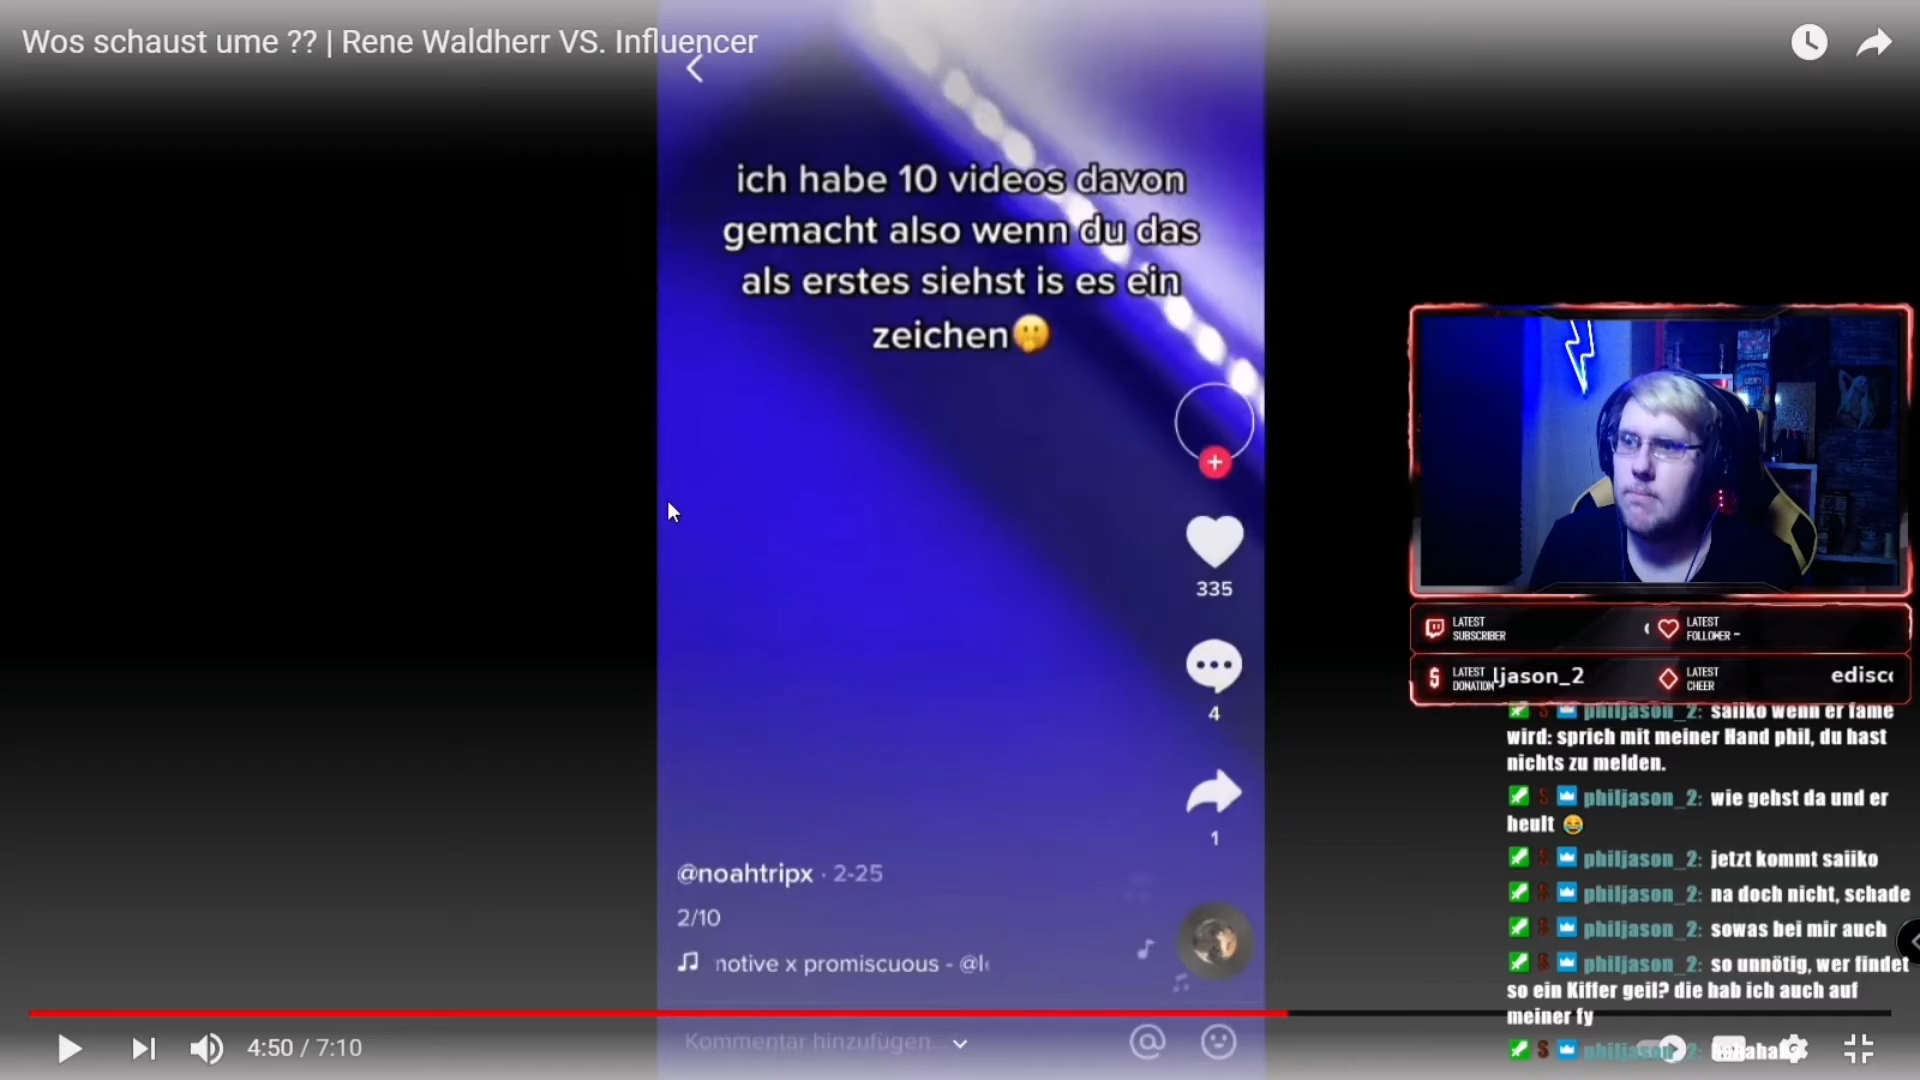 Wos schaust ume ?? | Rene Waldherr VS. Influencer
ich habe 10 videos davon
gemacht also wenn du das
als erstes siehst is es ein
zeichen🤫
335
4
1
@noahtripx · 2-25
2/10
notive x promiscuous - @l
Kommentar hinzufügen...
4:50 / 7:10
LATEST
SUBSCRIBER
LATEST
FOLLOWER -
LATEST
DONATION
ljason_2
LATEST
CHEER
edisc
philjason_2: saiiko wenn er fame
wird: sprich mit meiner Hand phil, du hast
nichts zu melden.
philjason_2: wie gehst da und er
heult 😂
philjason_2: jetzt kommt saiiko
philjason_2: na doch nicht, schade
philjason_2: sowas bei mir auch
philjason_2: so unnötig, wer findet
so ein Kiffer geil? die hab ich auch auf
meiner fy